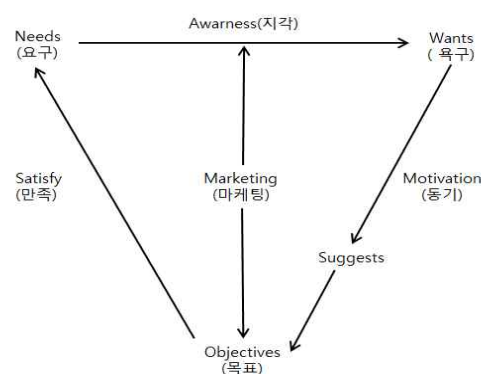 Awarness(지각)
Needs
(요구)
Wants
( 욕구)
Satisfy
(만족)
Marketing
(마케팅)
Motivation
(동기)
Suggests
Objectives
(목표)